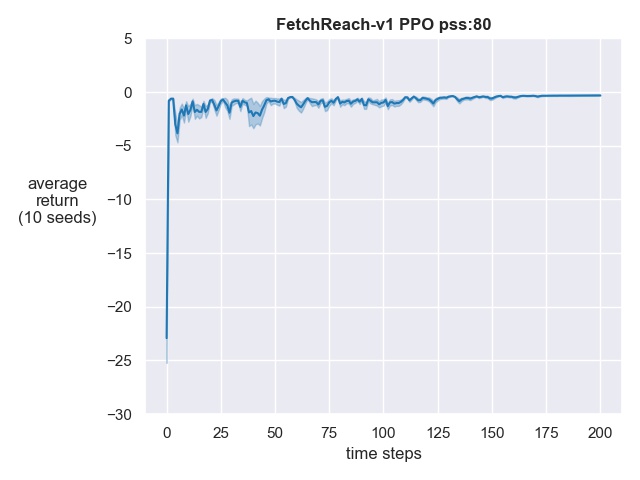 FetchReach-v1 PPO pss:80
5
0
−5
−10
−15
−20
−25
−30
average
return
(10 seeds)
0 25 50 75 100 125 150 175 200
time steps